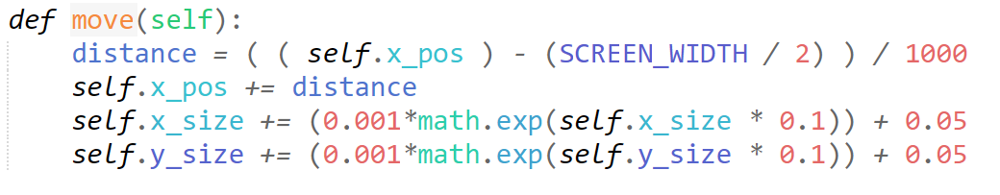 def move(self):
distance = ( ( self.x_pos ) - (SCREEN_WIDTH / 2) ) / 1000
self.x_pos += distance
self.x_size += (0.001*math.exp(self.x_size * 0.1)) + 0.05
self.y_size += (0.001*math.exp(self.y_size * 0.1)) + 0.05